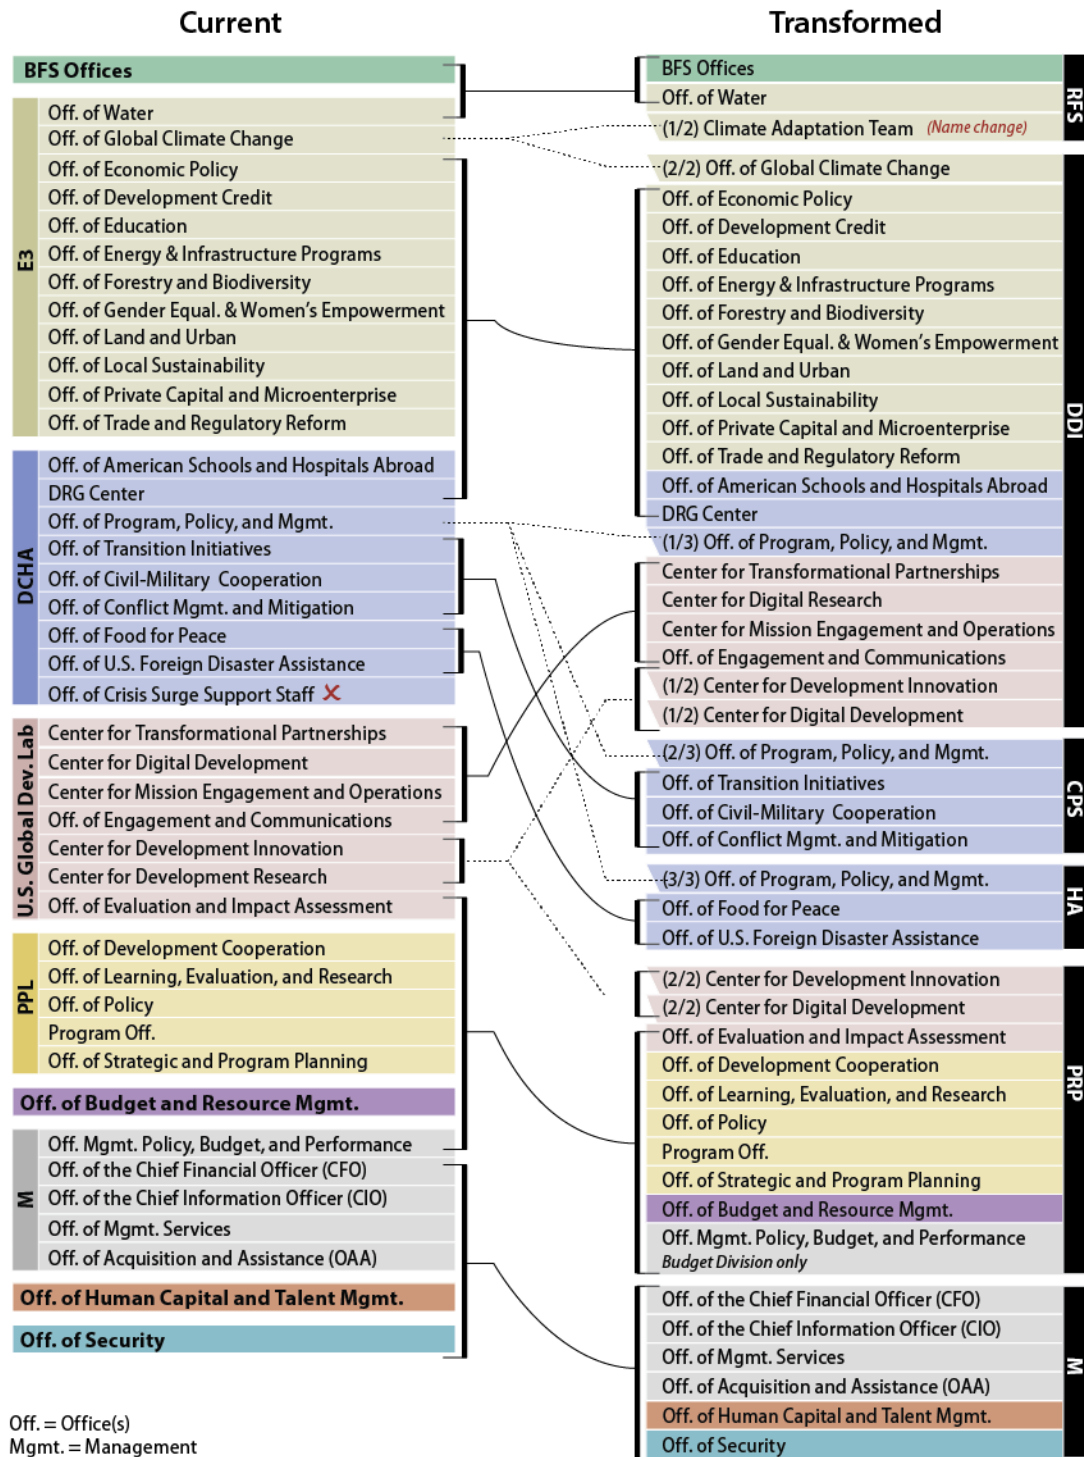 Current
BFS Offices
E3
Off. of Water
Off. of Global Climate Change
Off. of Economic Policy
Off. of Development Credit
Off. of Education
Off. of Energy & Infrastructure Programs
Off. of Forestry and Biodiversity
Off. of Gender Equal. & Women's Empowerment
Off. of Land and Urban
Off. of Local Sustainability
Off. of Private Capital and Microenterprise
Off. of Trade and Regulatory Reform
DCHA
Off. of American Schools and Hospitals Abroad
DRG Center
Off. of Program, Policy, and Mgmt.
Off. of Transition Initiatives
Off. of Civil-Military Cooperation
Off. of Conflict Mgmt. and Mitigation
Off. of Food for Peace
Off. of U.S. Foreign Disaster Assistance
Off. of Crisis Surge Support Staff ✗
U.S. Global Dev. Lab
Center for Transformational Partnerships
Center for Digital Development
Center for Mission Engagement and Operations
Off. of Engagement and Communications
Center for Development Innovation
Center for Development Research
Off. of Evaluation and Impact Assessment
PPL
Off. of Development Cooperation
Off. of Learning, Evaluation, and Research
Off. of Policy
Program Off.
Off. of Strategic and Program Planning
Off. of Budget and Resource Mgmt.
M
Off. Mgmt. Policy, Budget, and Performance
Off. of the Chief Financial Officer (CFO)
Off. of the Chief Information Officer (CIO)
Off. of Mgmt. Services
Off. of Acquisition and Assistance (OAA)
Off. of Human Capital and Talent Mgmt.
Off. of Security
Off. = Office(s)
Mgmt. = Management
Transformed
BFS Offices
Off. of Water
(1/2) Climate Adaptation Team (Name change)
RFS
(2/2) Off. of Global Climate Change
Off. of Economic Policy
Off. of Development Credit
Off. of Education
Off. of Energy & Infrastructure Programs
Off. of Forestry and Biodiversity
Off. of Gender Equal. & Women's Empowerment
Off. of Land and Urban
Off. of Local Sustainability
Off. of Private Capital and Microenterprise
Off. of Trade and Regulatory Reform
Off. of American Schools and Hospitals Abroad
DRG Center
(1/3) Off. of Program, Policy, and Mgmt.
Center for Transformational Partnerships
Center for Digital Research
Center for Mission Engagement and Operations
Off. of Engagement and Communications
(1/2) Center for Development Innovation
(1/2) Center for Digital Development
DDI
(2/3) Off. of Program, Policy, and Mgmt.
Off. of Transition Initiatives
Off. of Civil-Military Cooperation
Off. of Conflict Mgmt. and Mitigation
CPS
(3/3) Off. of Program, Policy, and Mgmt.
Off. of Food for Peace
Off. of U.S. Foreign Disaster Assistance
HA
(2/2) Center for Development Innovation
(2/2) Center for Digital Development
Off. of Evaluation and Impact Assessment
Off. of Development Cooperation
Off. of Learning, Evaluation, and Research
Off. of Policy
Program Off.
Off. of Strategic and Program Planning
Off. of Budget and Resource Mgmt.
Off. Mgmt. Policy, Budget, and Performance
Budget Division only
PRP
Off. of the Chief Financial Officer (CFO)
Off. of the Chief Information Officer (CIO)
Off. of Mgmt. Services
Off. of Acquisition and Assistance (OAA)
Off. of Human Capital and Talent Mgmt.
Off. of Security
M